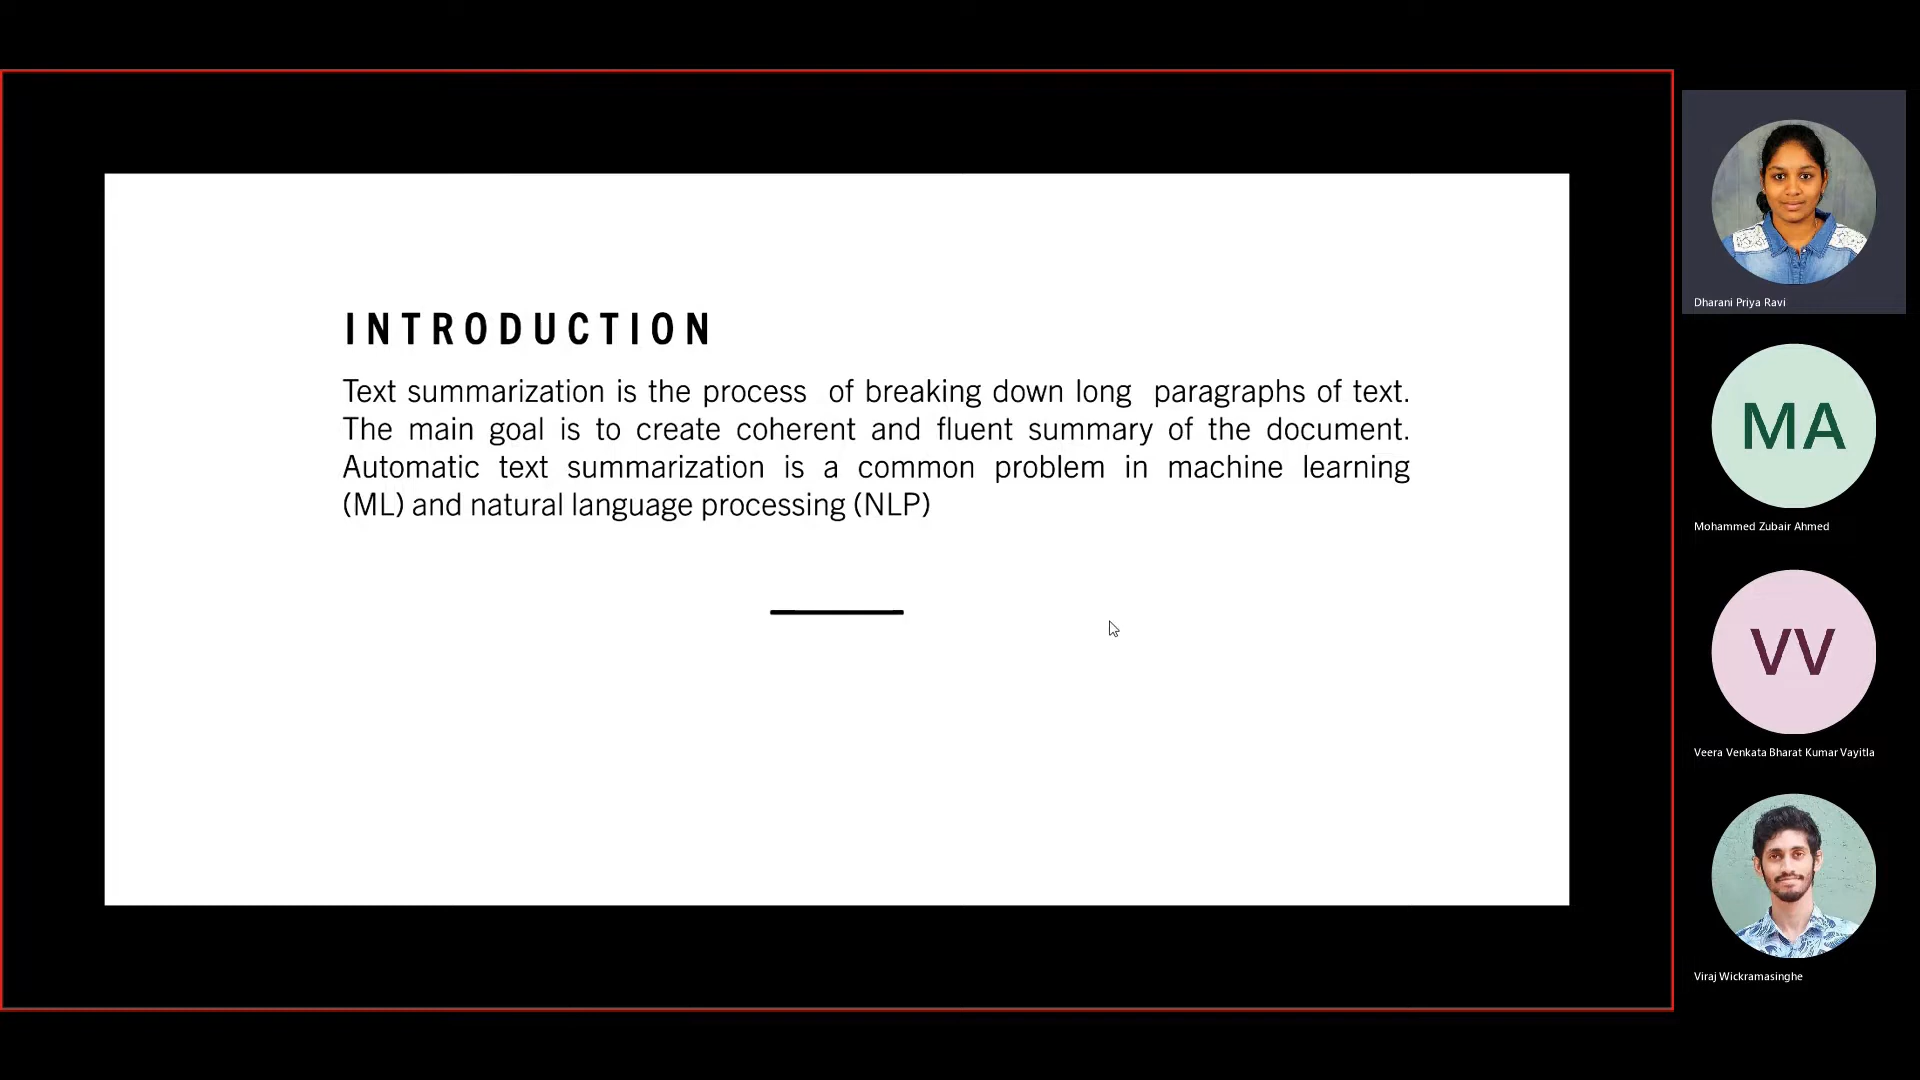 INTRODUCTION
Text summarization is the process of breaking down long paragraphs of text.
The main goal is to create coherent and fluent summary of the document.
Automatic text summarization is a common problem in machine learning
(ML) and natural language processing (NLP)
Dharani Priya Ravi
MA
Mohammed Zubair Ahmed
VV
Veera Venkata Bharat Kumar Vayitla
Viraj Wickramasinghe